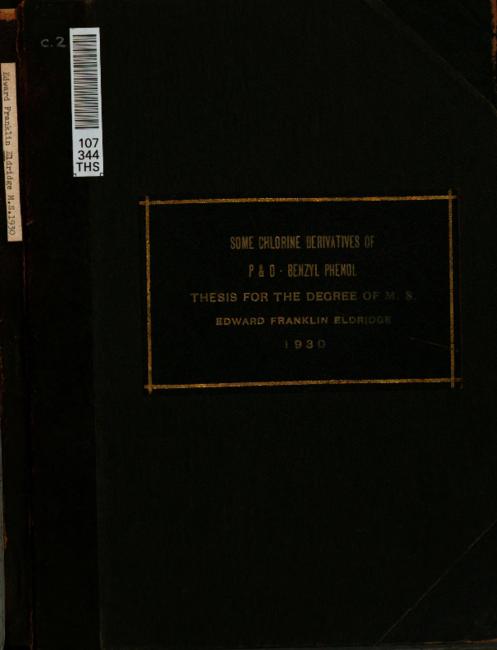 c.2
107
344
THS
Edward Franklin Eldridge M.S.1930
SOME CHLORINE DERIVATIVES OF
P & O - BENZYL PHENOL
THESIS FOR THE DEGREE OF M. S.
EDWARD FRANKLIN ELDRIDGE
1930